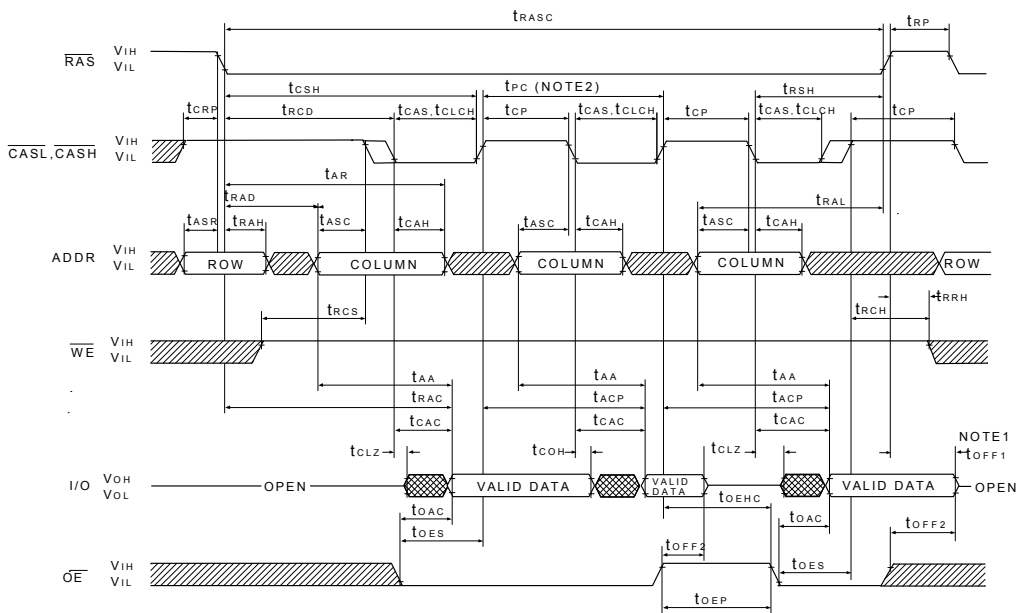 tRASC tRP
RAS VIH
VIL
tCSH tPC (NOTE2) tRSH
tCRP tRCD tCAS,tCLCH tCP tCAS,tCLCH tCP tCAS,tCLCH tCP
CASL,CASH VIH
VIL
tAR
tRAD tRAL
tASR tRAH tASC tCAH tASC tCAH tASC tCAH
ADDR VIH
VIL
ROW COLUMN COLUMN COLUMN ROW
tRCS tRCH tRRH
WE VIH
VIL
tAA tAA tAA
tRAC tACP tACP
tCAC tCAC tCAC
tCLZ tCOH tCLZ NOTE1
tOFF1
I/O VOH
VOL
OPEN VALID DATA VALID DATA VALID DATA OPEN
tOEHC
tOAC tOAC
tOES tOFF2 tOES tOFF2
OE VIH
VIL
tOEP